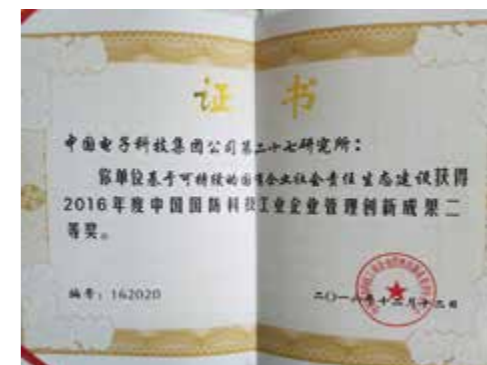 证书
中国电子科技集团公司第二十七研究所：
你单位基于可持续的国有企业社会责任生态建设获得
2016年度中国国防科技工业企业管理创新成果二
等奖。
编号：162020
二〇一六年十二月十二日